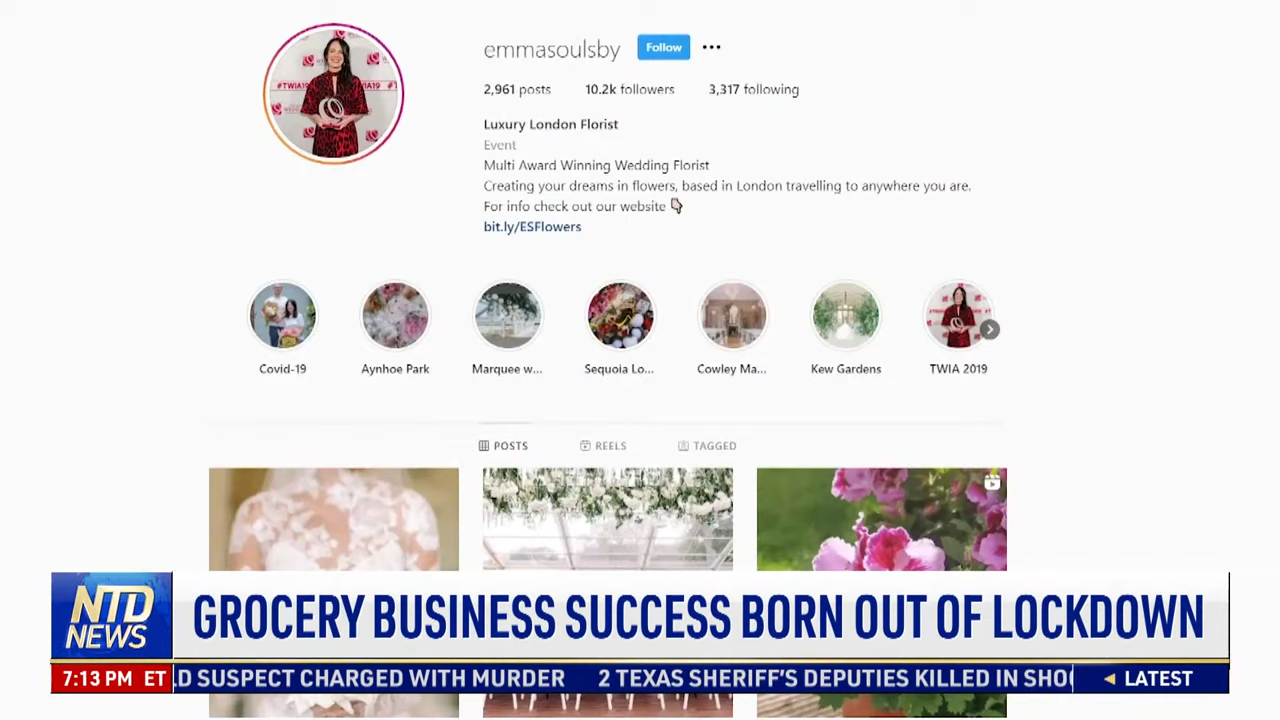 emmasoulsby Follow
2,961 posts 10.2k followers 3,317 following
Luxury London Florist
Event
Multi Award Winning Wedding Florist
Creating your dreams in flowers, based in London travelling to anywhere you are.
For info check out our website
bit.ly/ESFlowers
Covid-19 Aynhoe Park Marquee w... Sequoia Lo... Cowley Ma... Kew Gardens TWIA 2019
POSTS REELS TAGGED
NTD NEWS
GROCERY BUSINESS SUCCESS BORN OUT OF LOCKDOWN
7:13 PM ET D SUSPECT CHARGED WITH MURDER 2 TEXAS SHERIFF'S DEPUTIES KILLED IN SHO LATEST